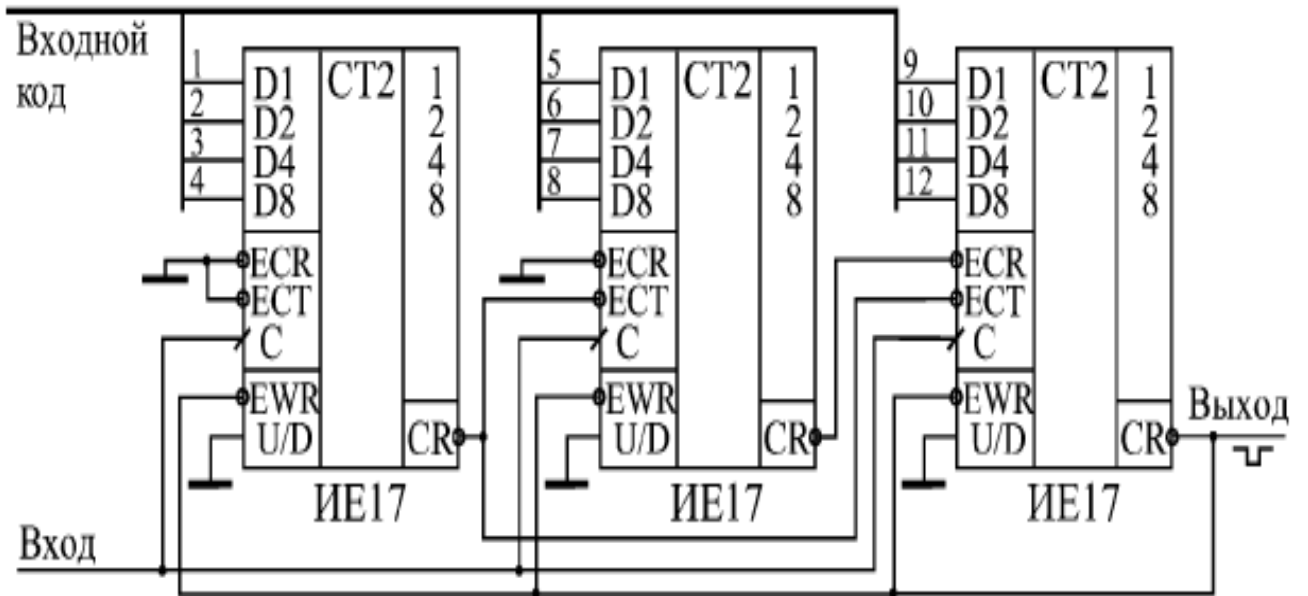 Входной
код
1 D1 CT2 1
2 D2 2
3 D4 4
4 D8 8
ECR
ECT
C
EWR
U/D CR
ИЕ17
5 D1 CT2 1
6 D2 2
7 D4 4
8 D8 8
ECR
ECT
C
EWR
U/D CR
ИЕ17
9 D1 CT2 1
10 D2 2
11 D4 4
12 D8 8
ECR
ECT
C
EWR
U/D CR
ИЕ17
Выход
Вход